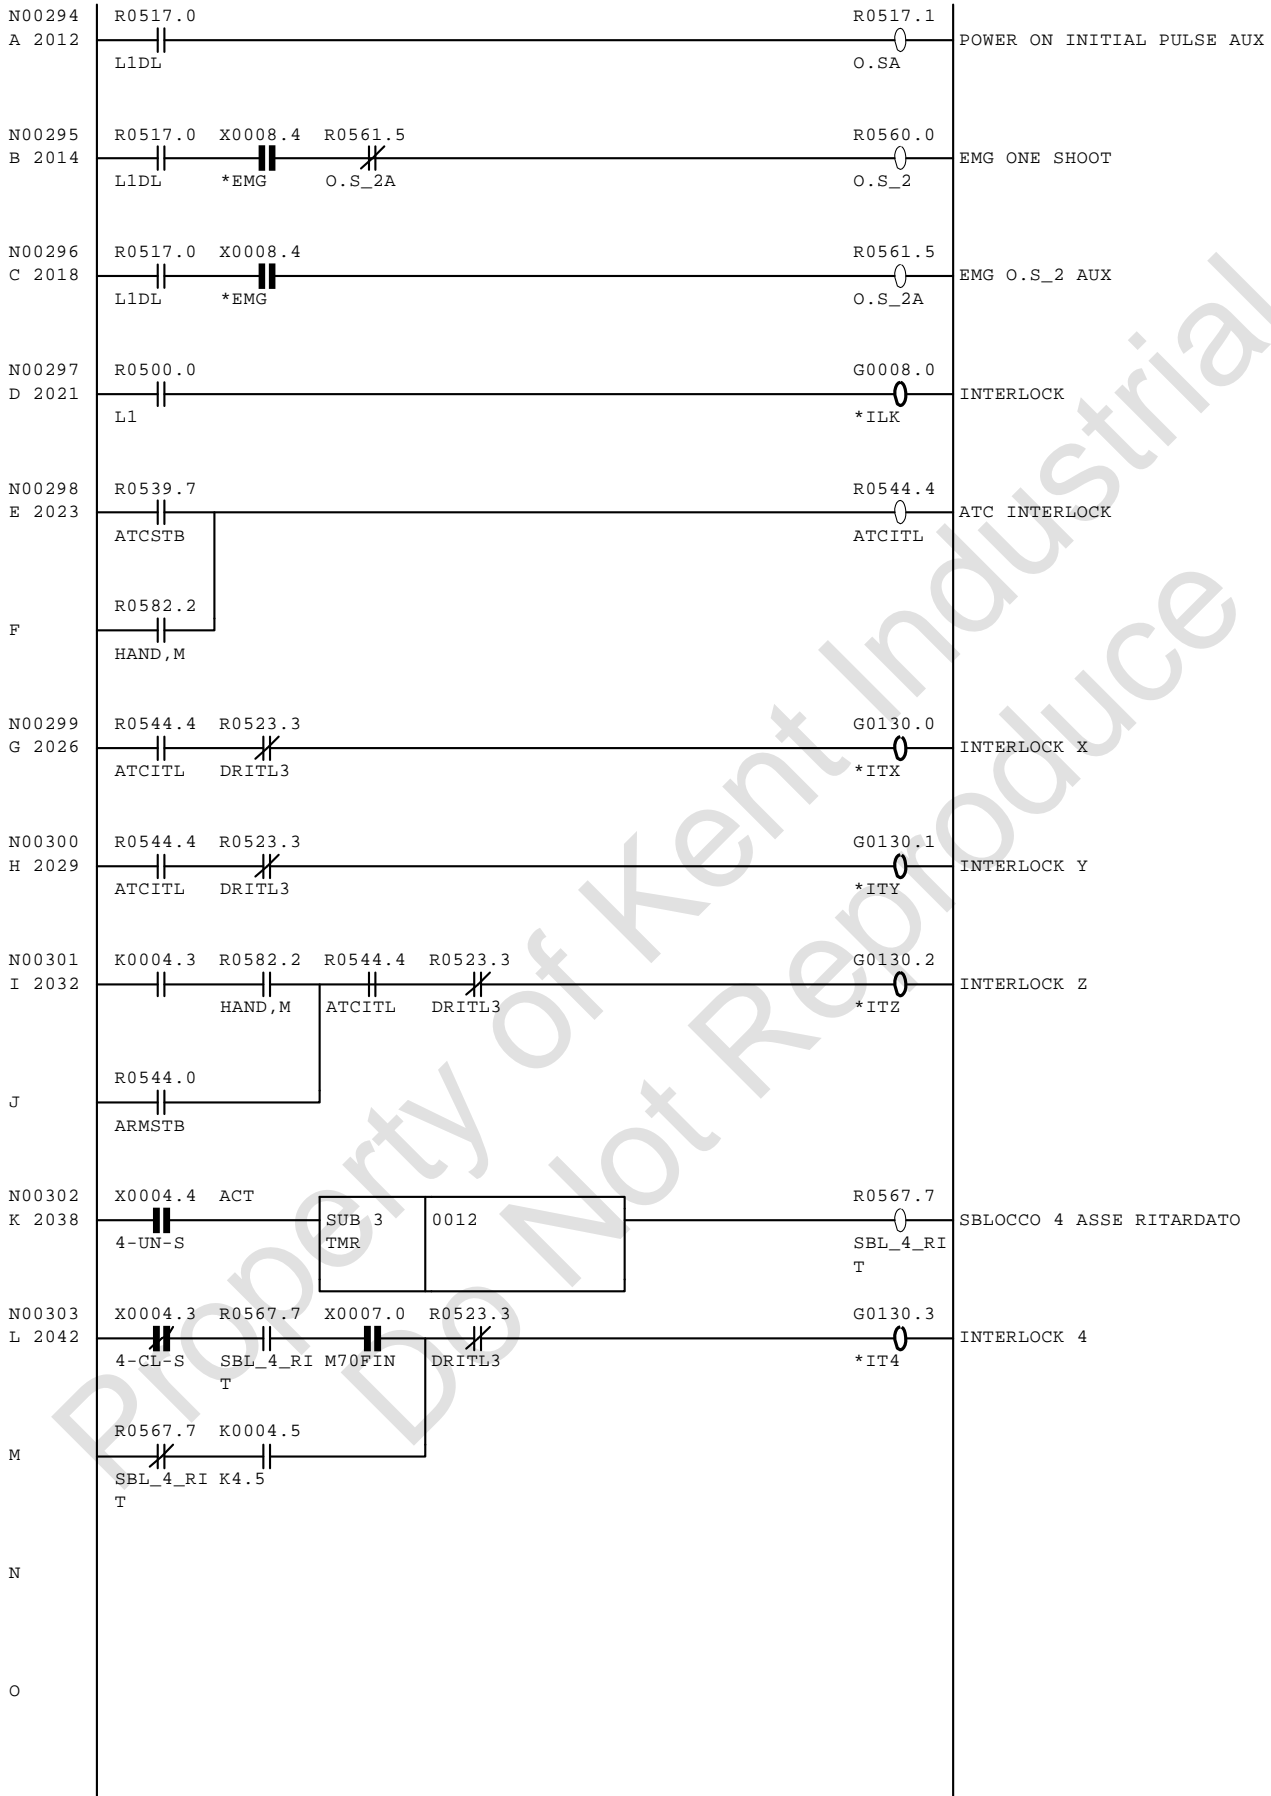 N00294 R0517.0 R0517.1
A 2012 POWER ON INITIAL PULSE AUX
L1DL O.SA
N00295 R0517.0 X0008.4 R0561.5 R0560.0
B 2014 EMG ONE SHOOT
L1DL *EMG O.S_2A O.S_2
N00296 R0517.0 X0008.4 R0561.5
C 2018 EMG O.S_2 AUX
L1DL *EMG O.S_2A
N00297 R0500.0 G0008.0
D 2021 INTERLOCK
L1 *ILK
N00298 R0539.7 R0544.4
E 2023 ATC INTERLOCK
ATCSTB ATCITL
R0582.2
F
HAND,M
N00299 R0544.4 R0523.3 G0130.0
G 2026 INTERLOCK X
ATCITL DRITL3 *ITX
N00300 R0544.4 R0523.3 G0130.1
H 2029 INTERLOCK Y
ATCITL DRITL3 *ITY
N00301 K0004.3 R0582.2 R0544.4 R0523.3 G0130.2
I 2032 INTERLOCK Z
HAND,M ATCITL DRITL3 *ITZ
R0544.0
J
ARMSTB
N00302 X0004.4 ACT R0567.7
K 2038 SUB 3 0012 SBLOCCO 4 ASSE RITARDATO
4-UN-S TMR SBL_4_RI
T
N00303 X0004.3 R0567.7 X0007.0 R0523.3 G0130.3
L 2042 INTERLOCK 4
4-CL-S SBL_4_RI M70FIN DRITL3 *IT4
T
R0567.7 K0004.5
M
SBL_4_RI K4.5
T
N
O
Property of Kent Industrial
Do Not Reproduce